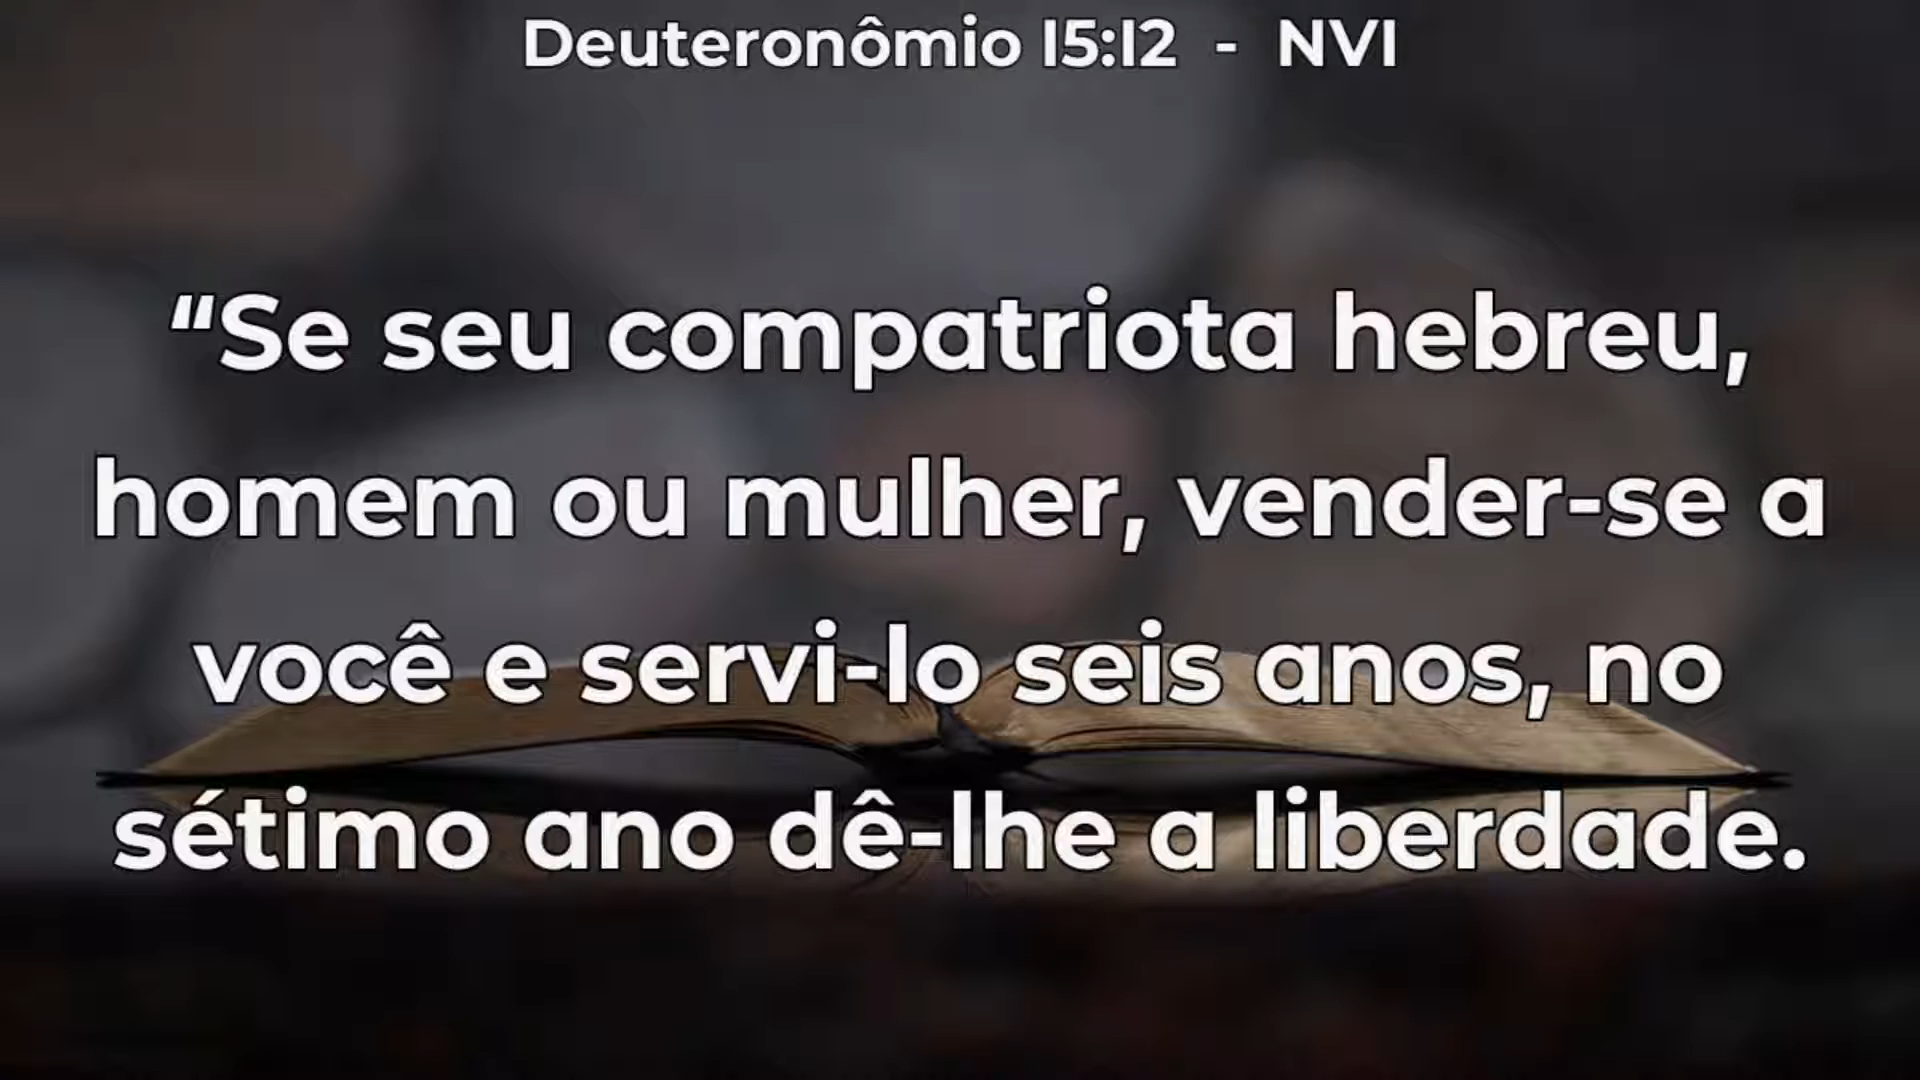 Deuteronômio 15:12 - NVI
“Se seu compatriota hebreu,
homem ou mulher, vender-se a
você e servi-lo seis anos, no
sétimo ano dê-lhe a liberdade.